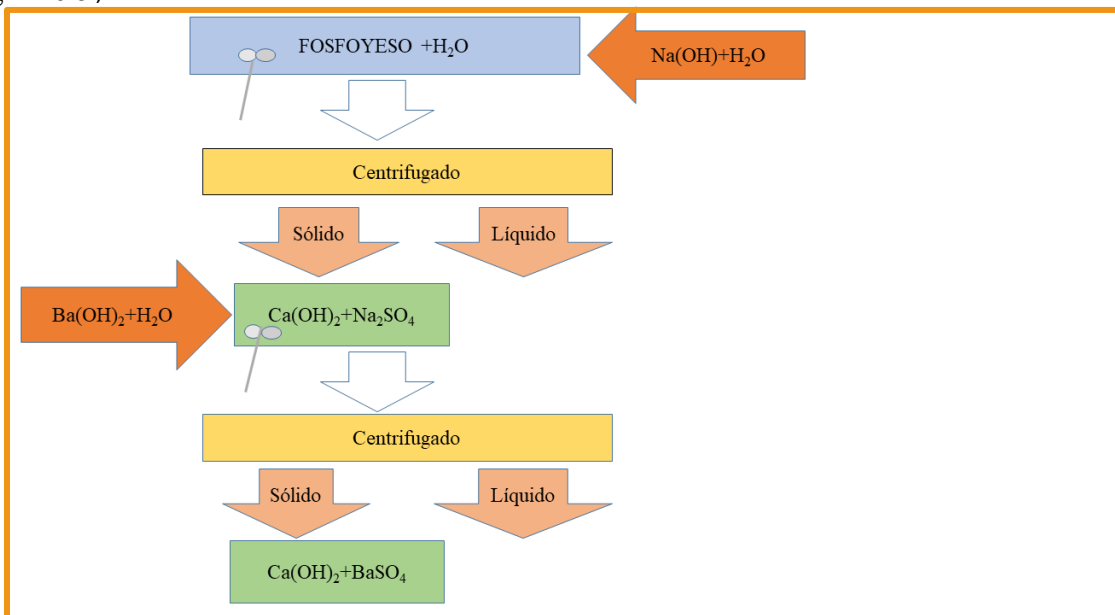 FOSFOYESO +H₂O
Na(OH)+H₂O
Centrifugado
Sólido
Líquido
Ba(OH)₂+H₂O
Ca(OH)₂+Na₂SO₄
Centrifugado
Sólido
Líquido
Ca(OH)₂+BaSO₄